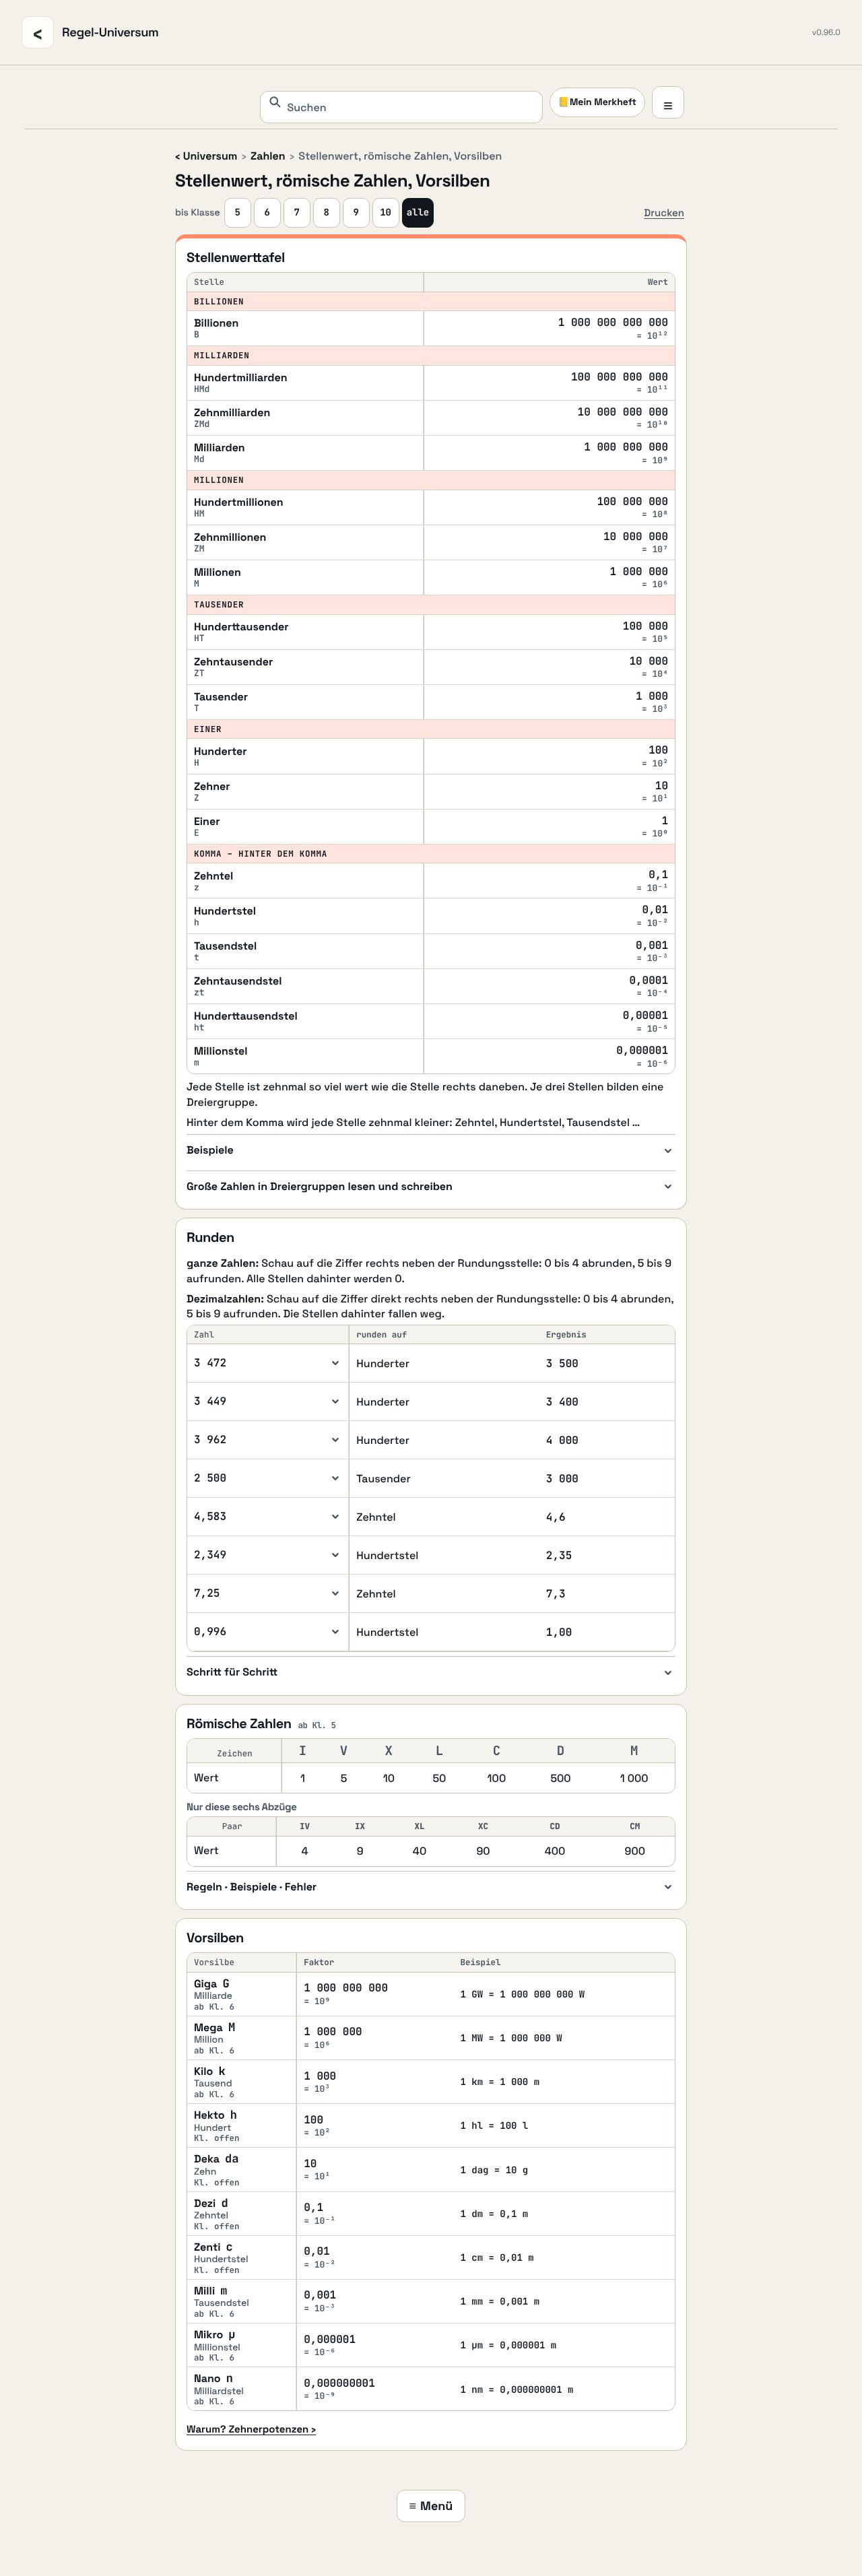 < Regel-Universum
v0.96.0
Suchen
Mein Merkheft
≡
< Universum > Zahlen > Stellenwert, römische Zahlen, Vorsilben
Stellenwert, römische Zahlen, Vorsilben
bis Klasse 5 6 7 8 9 10 alle
Drucken
Stellenwerttafel
Stelle Wert
BILLIONEN
Billionen 1 000 000 000 000
B = 10¹²
MILLIARDEN
Hundertmilliarden 100 000 000 000
HMd = 10¹¹
Zehnmilliarden 10 000 000 000
ZMd = 10¹⁰
Milliarden 1 000 000 000
Md = 10⁹
MILLIONEN
Hundertmillionen 100 000 000
HM = 10⁸
Zehnmillionen 10 000 000
ZM = 10⁷
Millionen 1 000 000
M = 10⁶
TAUSENDER
Hunderttausender 100 000
HT = 10⁵
Zehntausender 10 000
ZT = 10⁴
Tausender 1 000
T = 10³
EINER
Hunderter 100
H = 10²
Zehner 10
Z = 10¹
Einer 1
E = 10⁰
KOMMA – HINTER DEM KOMMA
Zehntel 0,1
z = 10⁻¹
Hundertstel 0,01
h = 10⁻²
Tausendstel 0,001
t = 10⁻³
Zehntausendstel 0,0001
zt = 10⁻⁴
Hunderttausendstel 0,00001
ht = 10⁻⁵
Millionstel 0,000001
m = 10⁻⁶
Jede Stelle ist zehnmal so viel wert wie die Stelle rechts daneben. Je drei Stellen bilden eine
Dreiergruppe.
Hinter dem Komma wird jede Stelle zehnmal kleiner: Zehntel, Hundertstel, Tausendstel …
Beispiele
Große Zahlen in Dreiergruppen lesen und schreiben
Runden
ganze Zahlen: Schau auf die Ziffer rechts neben der Rundungsstelle: 0 bis 4 abrunden, 5 bis 9
aufrunden. Alle Stellen dahinter werden 0.
Dezimalzahlen: Schau auf die Ziffer direkt rechts neben der Rundungsstelle: 0 bis 4 abrunden,
5 bis 9 aufrunden. Die Stellen dahinter fallen weg.
Zahl runden auf Ergebnis
3 472 Hunderter 3 500
3 449 Hunderter 3 400
3 962 Hunderter 4 000
2 500 Tausender 3 000
4,583 Zehntel 4,6
2,349 Hundertstel 2,35
7,25 Zehntel 7,3
0,996 Hundertstel 1,00
Schritt für Schritt
Römische Zahlen ab Kl. 5
Zeichen I V X L C D M
Wert 1 5 10 50 100 500 1 000
Nur diese sechs Abzüge
Paar IV IX XL XC CD CM
Wert 4 9 40 90 400 900
Regeln · Beispiele · Fehler
Vorsilben
Vorsilbe Faktor Beispiel
Giga G 1 000 000 000 1 GW = 1 000 000 000 W
Milliarde = 10⁹
ab Kl. 6
Mega M 1 000 000 1 MW = 1 000 000 W
Million = 10⁶
ab Kl. 6
Kilo k 1 000 1 km = 1 000 m
Tausend = 10³
ab Kl. 6
Hekto h 100 1 hl = 100 l
Hundert = 10²
Kl. offen
Deka da 10 1 dag = 10 g
Zehn = 10¹
Kl. offen
Dezi d 0,1 1 dm = 0,1 m
Zehntel = 10⁻¹
Kl. offen
Zenti c 0,01 1 cm = 0,01 m
Hundertstel = 10⁻²
Kl. offen
Milli m 0,001 1 mm = 0,001 m
Tausendstel = 10⁻³
ab Kl. 6
Mikro µ 0,000001 1 µm = 0,000001 m
Millionstel = 10⁻⁶
ab Kl. 6
Nano n 0,000000001 1 nm = 0,000000001 m
Milliardstel = 10⁻⁹
ab Kl. 6
Warum? Zehnerpotenzen >
≡ Menü